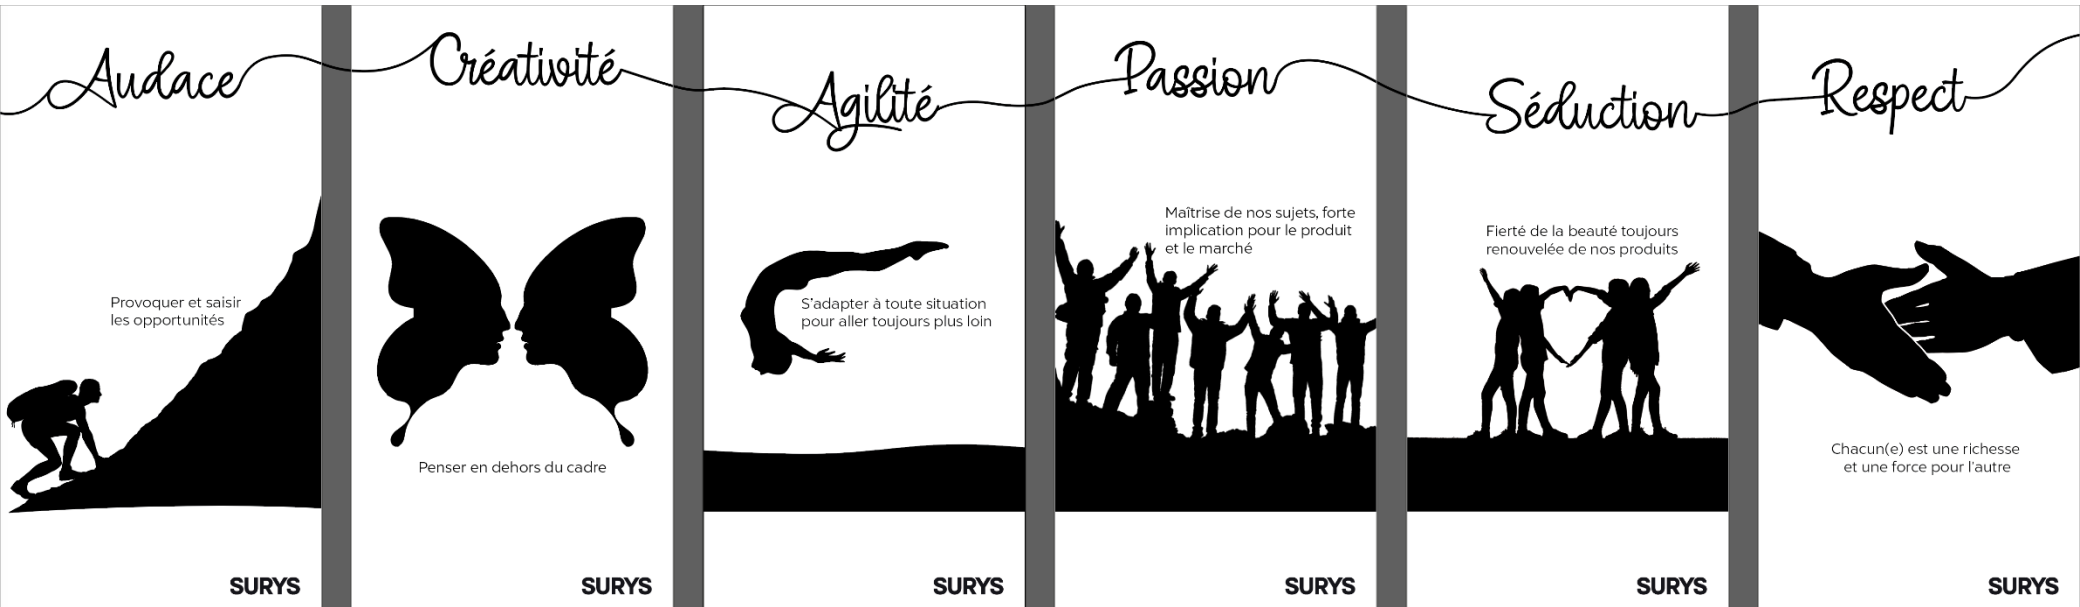 Audace
Provoquer et saisir
les opportunités
SURYS
Créativité
Penser en dehors du cadre
SURYS
Agilité
S'adapter à toute situation
pour aller toujours plus loin
SURYS
Passion
Maîtrise de nos sujets, forte
implication pour le produit
et le marché
SURYS
Séduction
Fierté de la beauté toujours
renouvelée de nos produits
SURYS
Respect
Chacun(e) est une richesse
et une force pour l'autre
SURYS